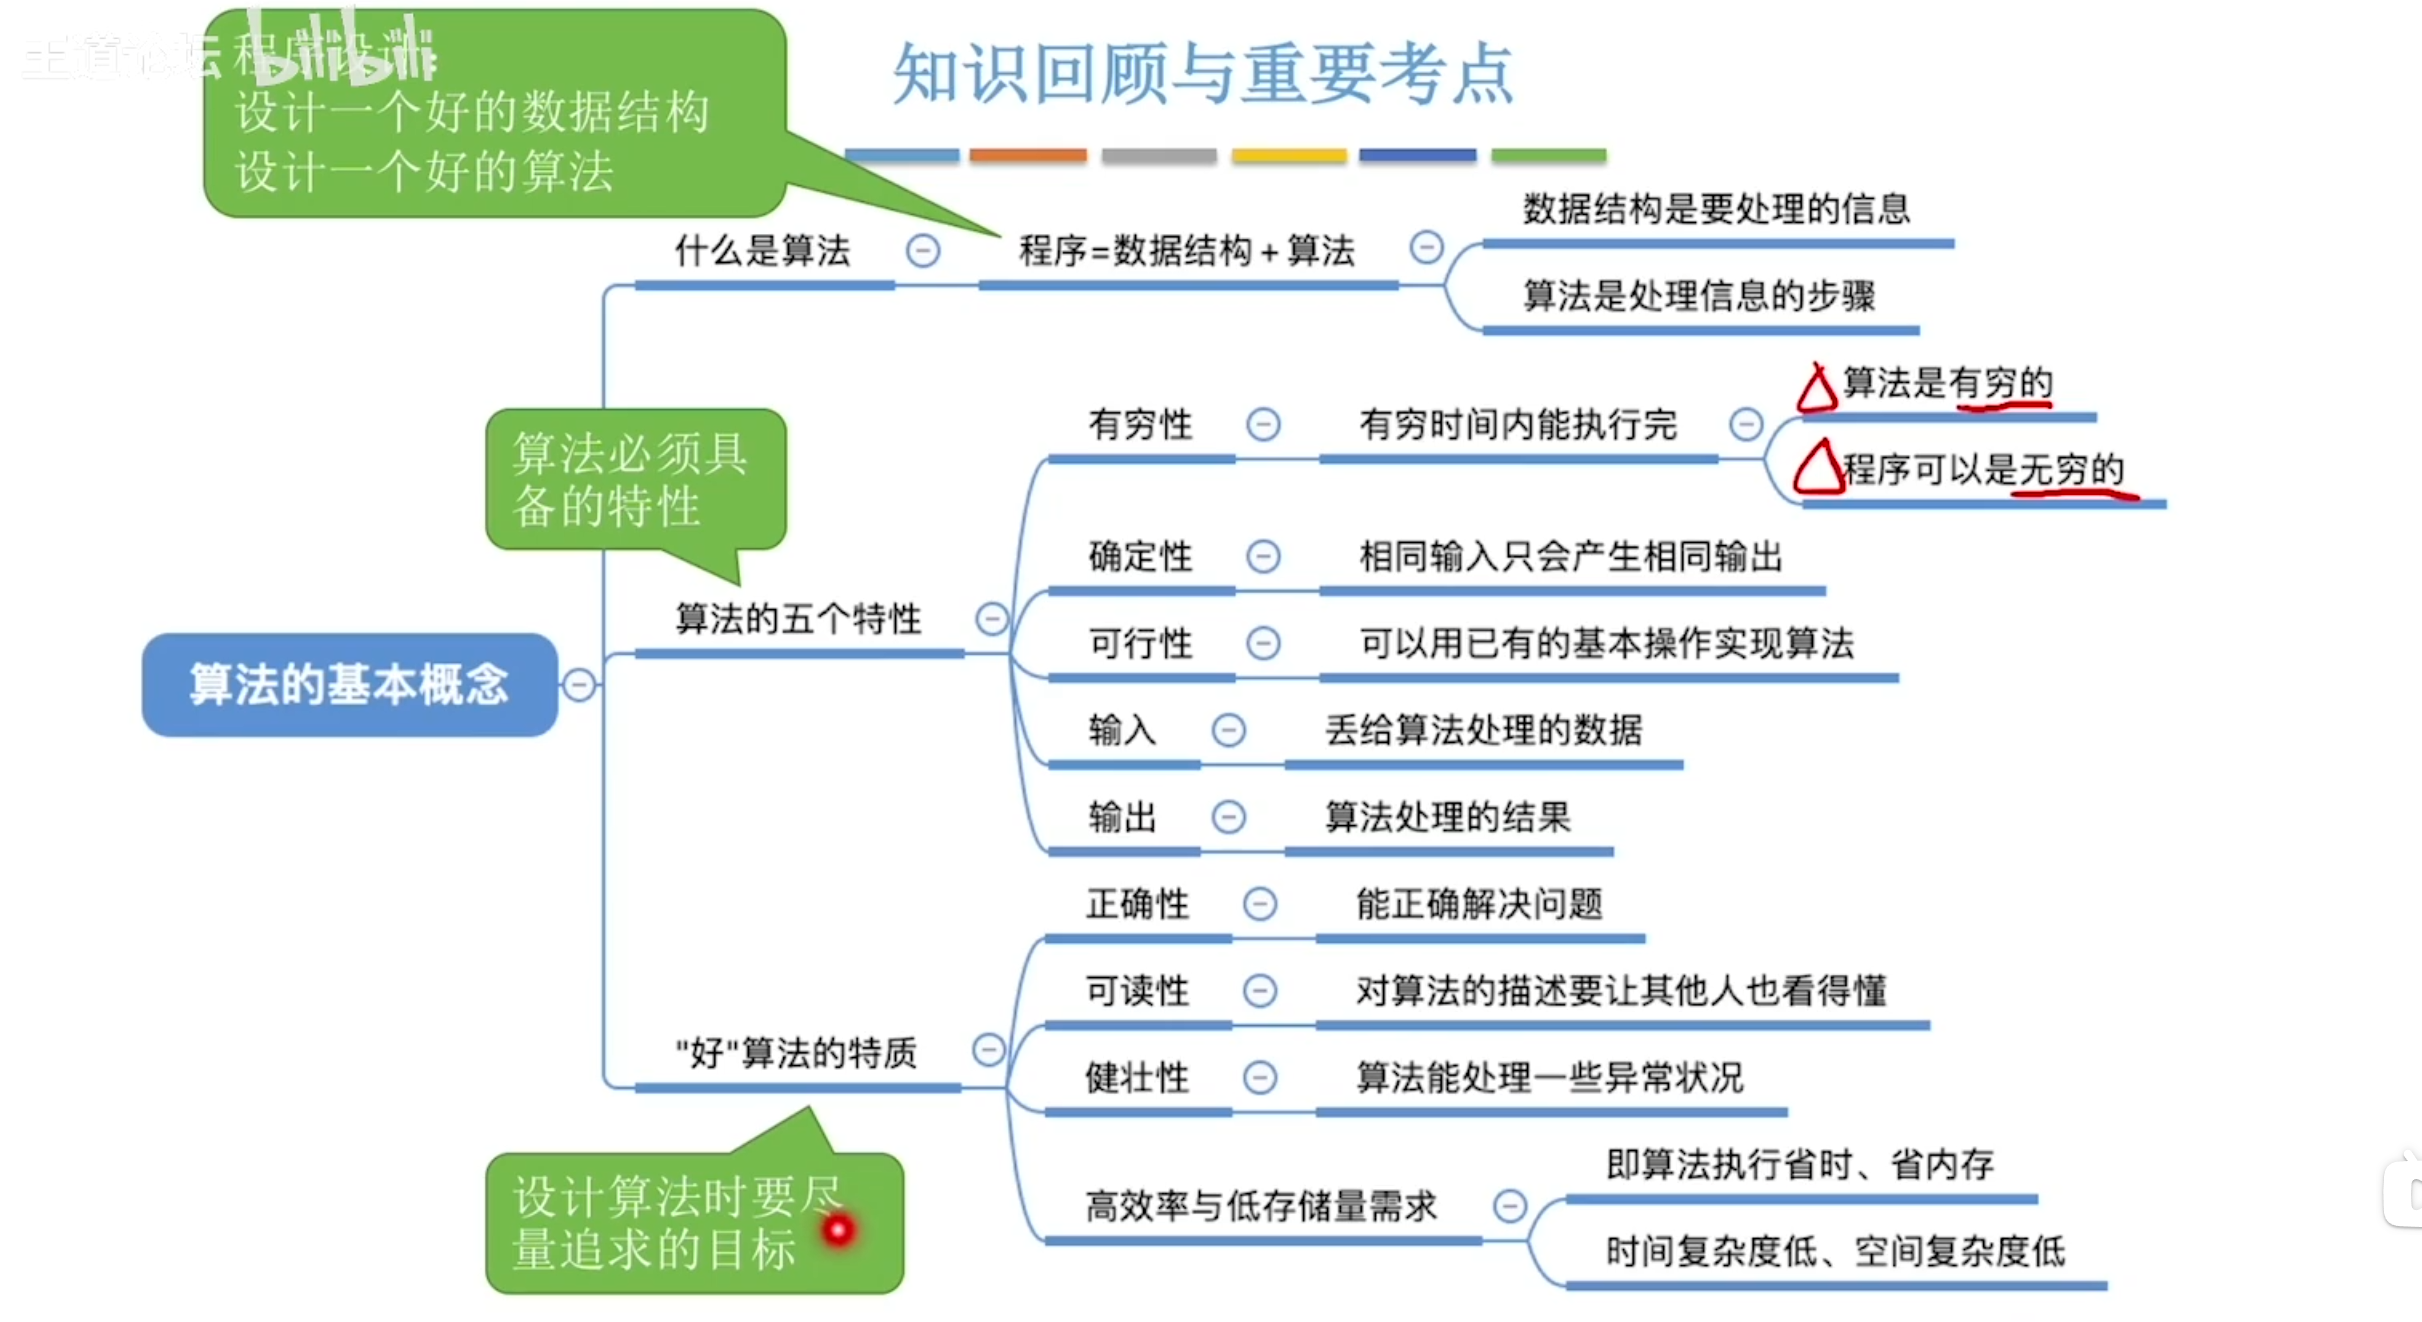 王道论坛
bilibili
程序设计:
设计一个好的数据结构
设计一个好的算法
知识回顾与重要考点
什么是算法
程序=数据结构+算法
数据结构是要处理的信息
算法是处理信息的步骤
算法必须具
备的特性
算法的基本概念
算法的五个特性
有穷性
有穷时间内能执行完
算法是有穷的
程序可以是无穷的
确定性
相同输入只会产生相同输出
可行性
可以用已有的基本操作实现算法
输入
丢给算法处理的数据
输出
算法处理的结果
"好"算法的特质
正确性
能正确解决问题
可读性
对算法的描述要让其他人也看得懂
健壮性
算法能处理一些异常状况
高效率与低存储量需求
即算法执行省时、省内存
时间复杂度低、空间复杂度低
设计算法时要尽
量追求的目标